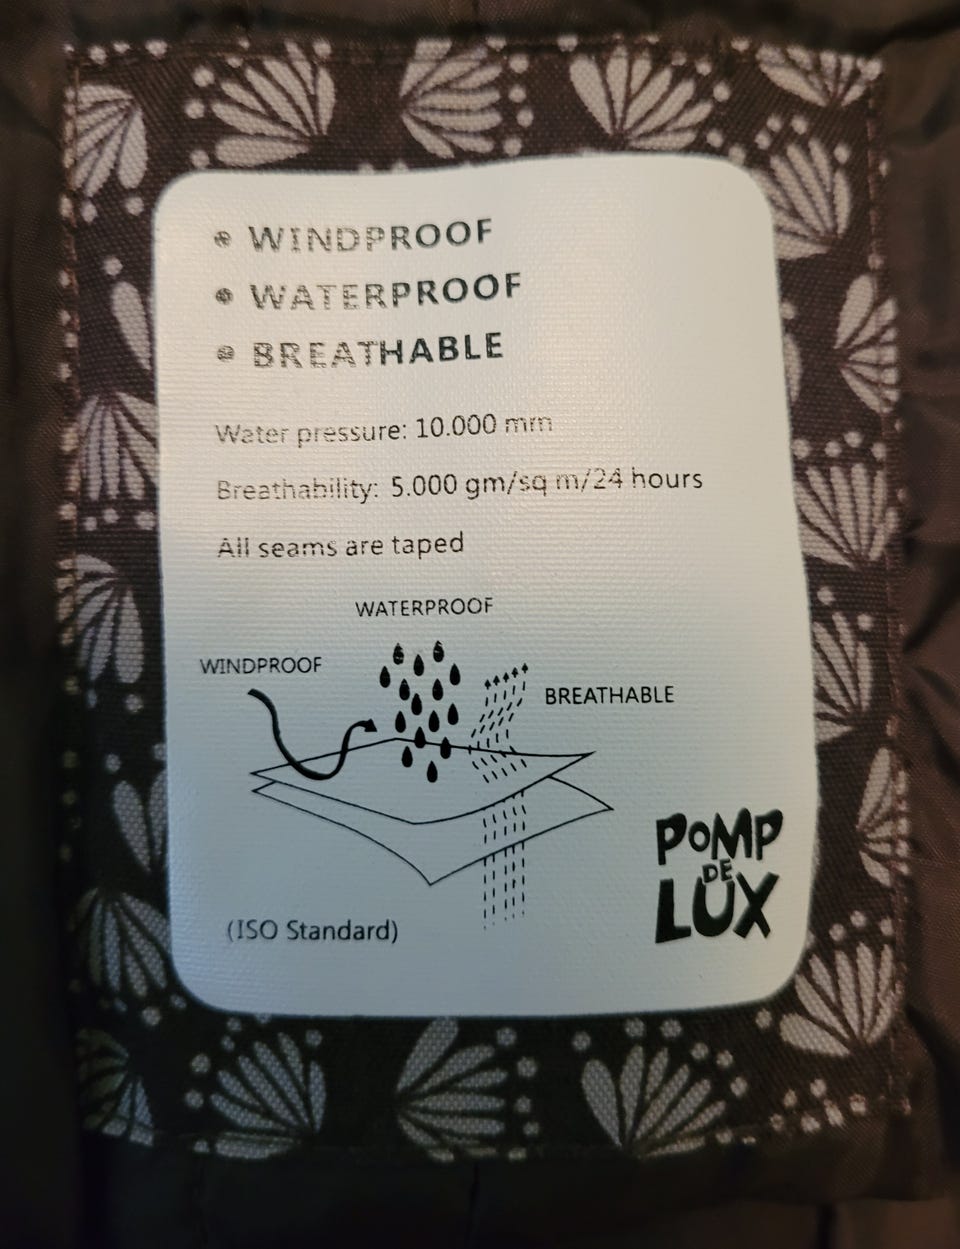 WINDPROOF
WATERPROOF
BREATHABLE
Water pressure: 10.000 mm
Breathability: 5.000 gm/sq m/24 hours
All seams are taped
WATERPROOF
WINDPROOF
BREATHABLE
POMP
DE
LUX
(ISO Standard)